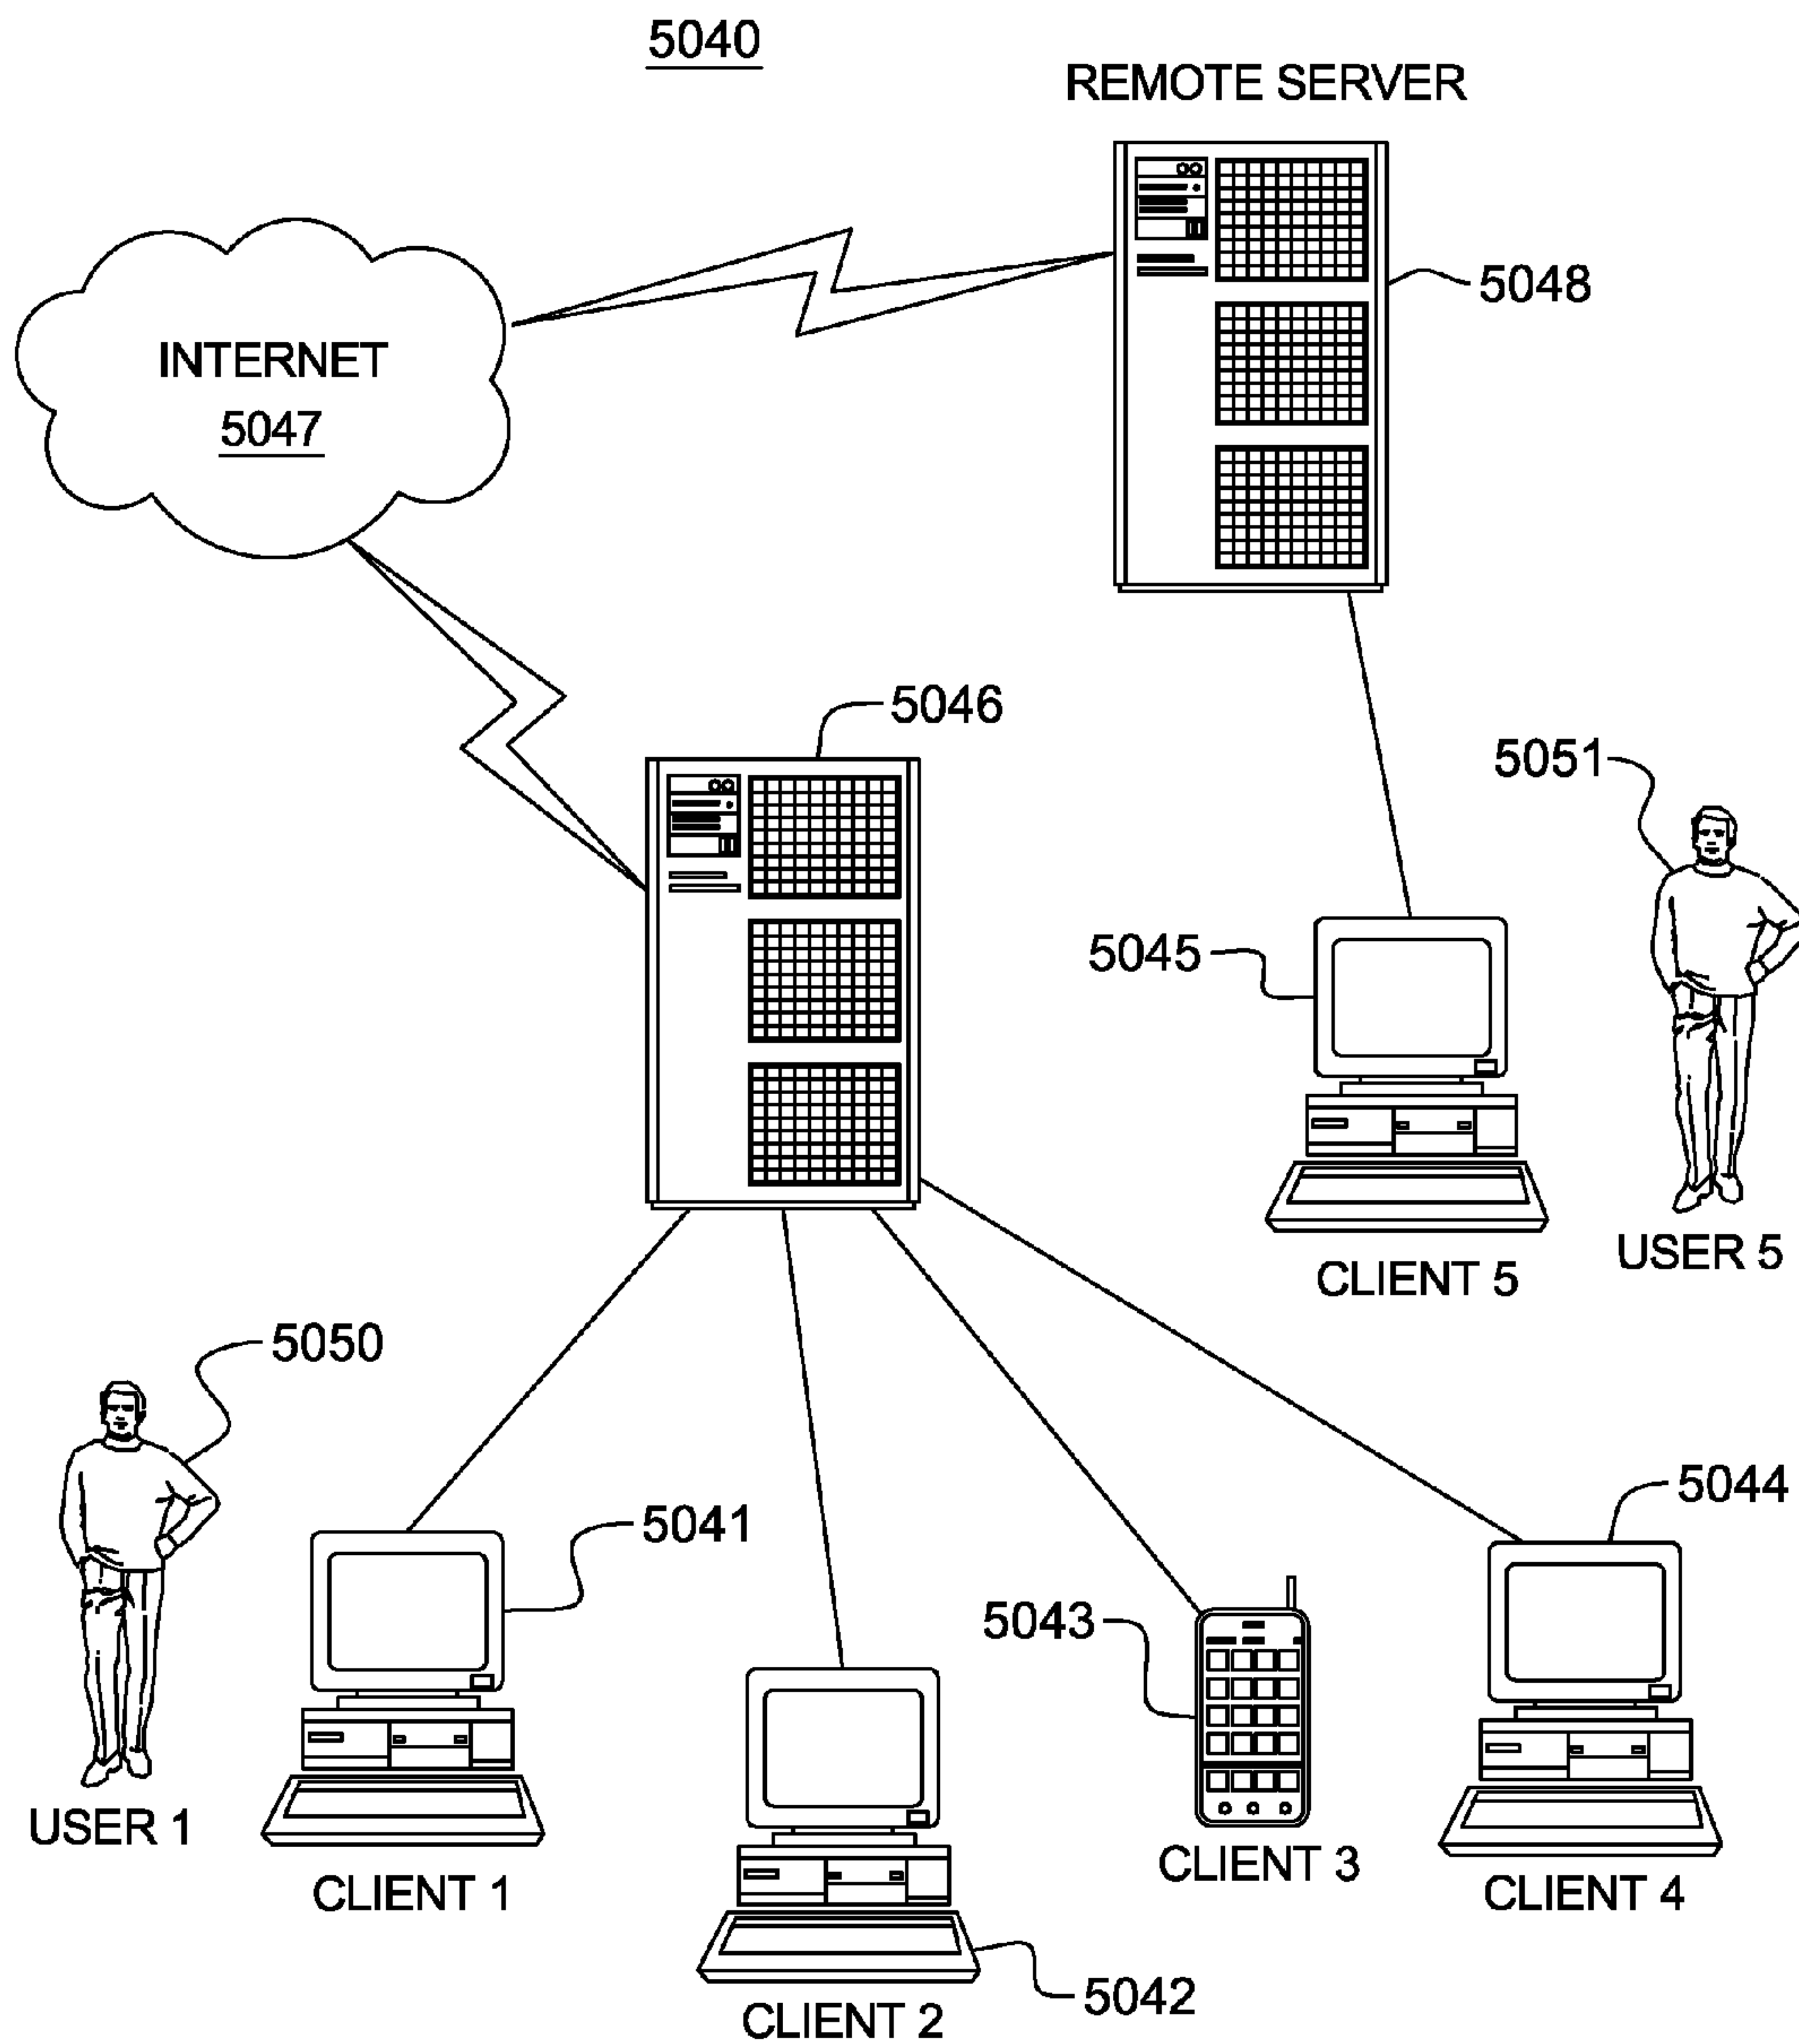 5040
REMOTE SERVER
5048
INTERNET
5047
5046
5051
5045
USER 5
CLIENT 5
5050
5044
5041
5043
USER 1
CLIENT 3
CLIENT 1
CLIENT 4
5042
CLIENT 2